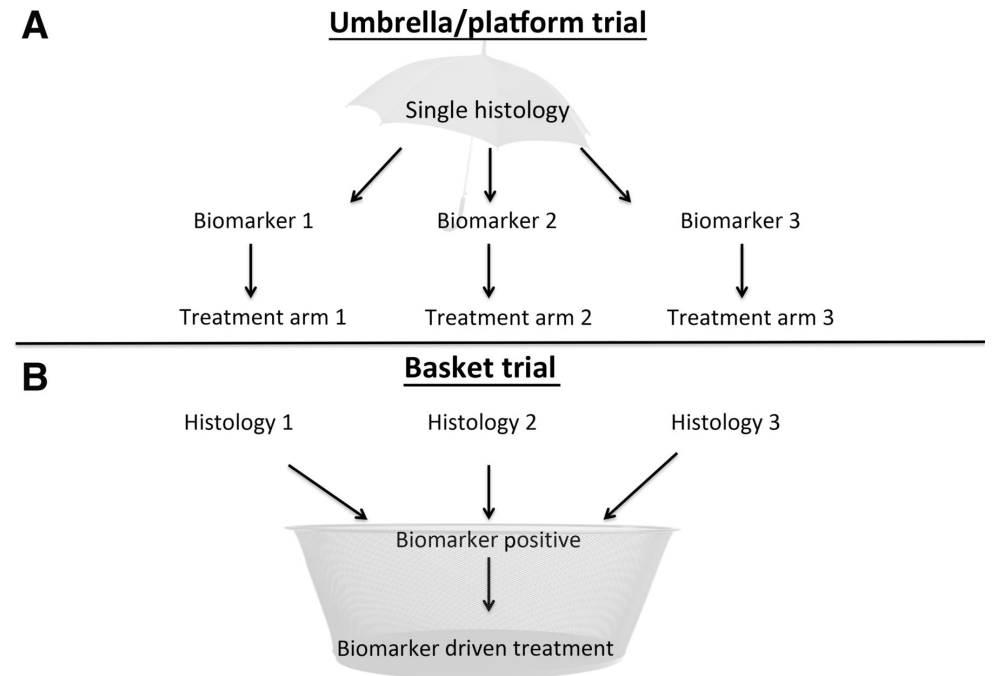 A
Umbrella/platform trial
Single histology
Biomarker 1
Biomarker 2
Biomarker 3
Treatment arm 1
Treatment arm 2
Treatment arm 3
B
Basket trial
Histology 1
Histology 2
Histology 3
Biomarker positive
Biomarker driven treatment